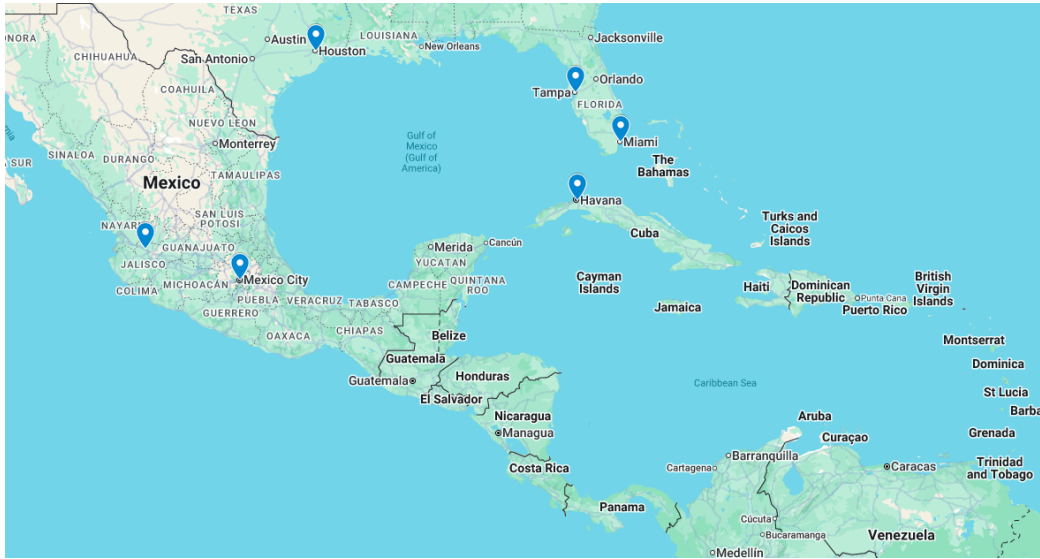 TEXAS
ONORA
CHIHUAHUA
Austin
Houston
LOUISIANA
New Orleans
Jacksonville
San Antonio
COAHUILA
Orlando
Tampa
FLORIDA
NUEVO LEON
Monterrey
Gulf of
Mexico
(Gulf of
America)
Miami
The
Bahamas
SUR
SINALOA
DURANGO
TAMAULIPAS
Mexico
SAN LUIS
POTOSI
Havana
Cuba
Turks and
Caicos
Islands
NAYARI
GUANAJUATO
JALISCO
Merida
Cancún
YUCATAN
CAMPECHE
QUINTANA
ROO
Mexico City
COLIMA
MICHOACÁN
PUEBLA
VERACRUZ
TABASCO
GUERRERO
OAXACA
CHIAPAS
Cayman
Islands
Jamaica
Haiti
Dominican
Republic
Punta Cana
Puerto Rico
British
Virgin
Islands
Belize
Guatemala
Guatemala
Honduras
El Salvador
Nicaragua
Managua
Costa Rica
Panama
Caribbean Sea
Montserrat
Dominica
St Lucia
Barba
Grenada
Aruba
Curaçao
Barranquilla
Cartagena
Caracas
Trinidad
and Tobago
Cúcuta
Bucaramanga
Medellín
Venezuela